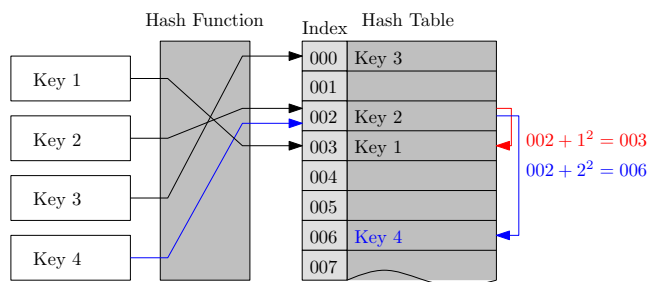 Hash Function
Index
Hash Table
Key 1
Key 2
Key 3
Key 4
000 Key 3
001
002 Key 2
003 Key 1
004
005
006 Key 4
007
002 + 1² = 003
002 + 2² = 006